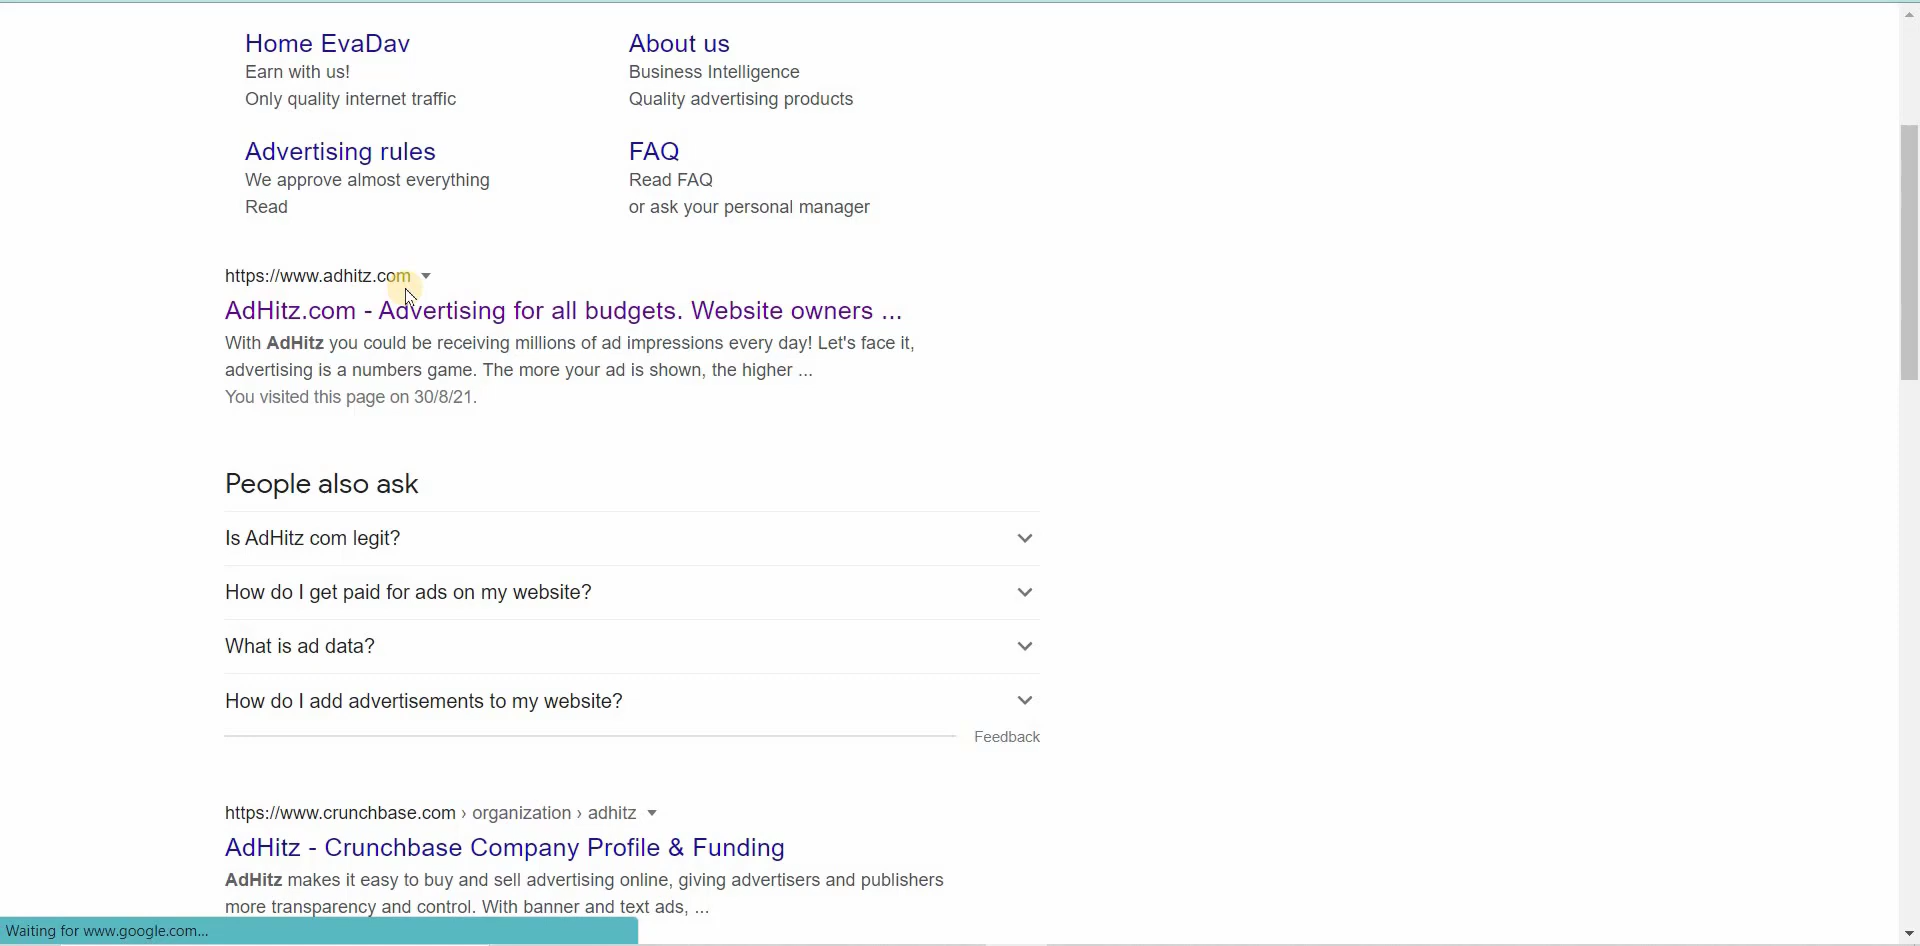 Home EvaDav
Earn with us!
Only quality internet traffic
About us
Business Intelligence
Quality advertising products
Advertising rules
We approve almost everything
Read
FAQ
Read FAQ
or ask your personal manager
https://www.adhitz.com
AdHitz.com - Advertising for all budgets. Website owners ...
With AdHitz you could be receiving millions of ad impressions every day! Let's face it,
advertising is a numbers game. The more your ad is shown, the higher ...
You visited this page on 30/8/21.
People also ask
Is AdHitz com legit?
How do I get paid for ads on my website?
What is ad data?
How do I add advertisements to my website?
Feedback
https://www.crunchbase.com › organization › adhitz
AdHitz - Crunchbase Company Profile & Funding
AdHitz makes it easy to buy and sell advertising online, giving advertisers and publishers
more transparency and control. With banner and text ads, ...
Waiting for www.google.com...